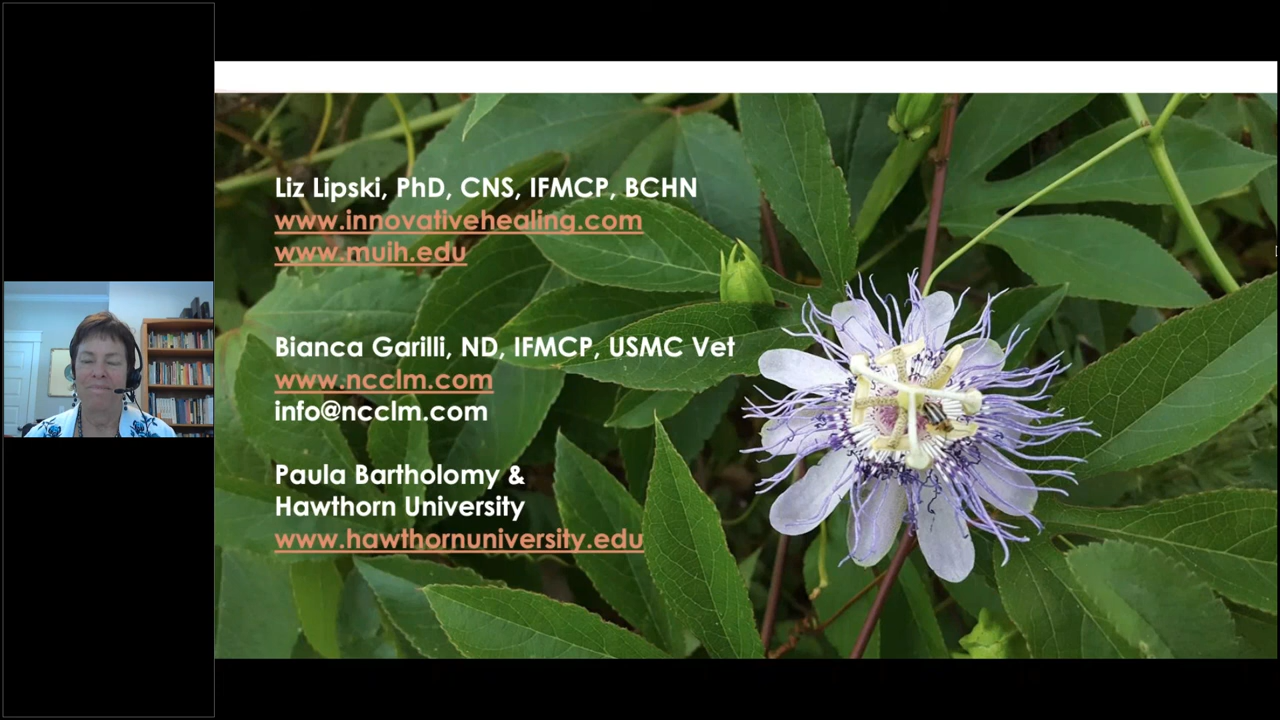 Liz Lipski, PhD, CNS, IFMCP, BCHN
www.innovativehealing.com
www.muih.edu
Bianca Garilli, ND, IFMCP, USMC Vet
www.ncclm.com
info@ncclm.com
Paula Bartholomy &
Hawthorn University
www.hawthornuniversity.edu